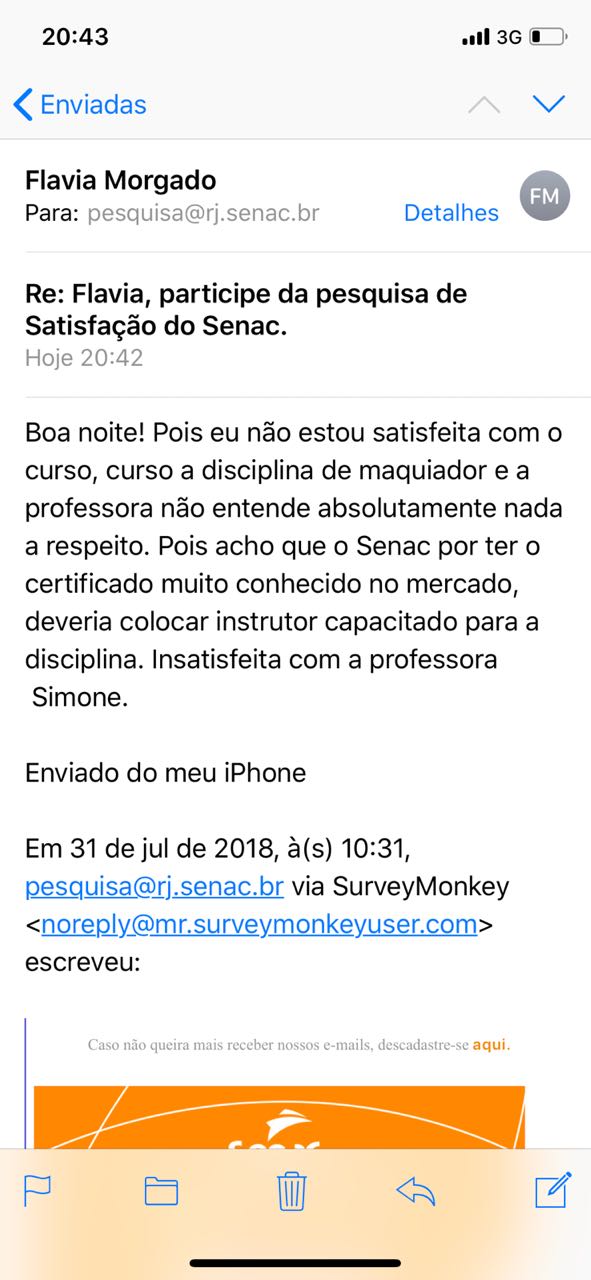 20:43
3G
Enviadas
Flavia Morgado
FM
Para: pesquisa@rj.senac.br
Detalhes
Re: Flavia, participe da pesquisa de
Satisfação do Senac.
Hoje 20:42
Boa noite! Pois eu não estou satisfeita com o
curso, curso a disciplina de maquiador e a
professora não entende absolutamente nada
a respeito. Pois acho que o Senac por ter o
certificado muito conhecido no mercado,
deveria colocar instrutor capacitado para a
disciplina. Insatisfeita com a professora
Simone.
Enviado do meu iPhone
Em 31 de jul de 2018, à(s) 10:31,
pesquisa@rj.senac.br via SurveyMonkey
<noreply@mr.surveymonkeyuser.com>
escreveu:
Caso não queira mais receber nossos e-mails, descadastre-se aqui.